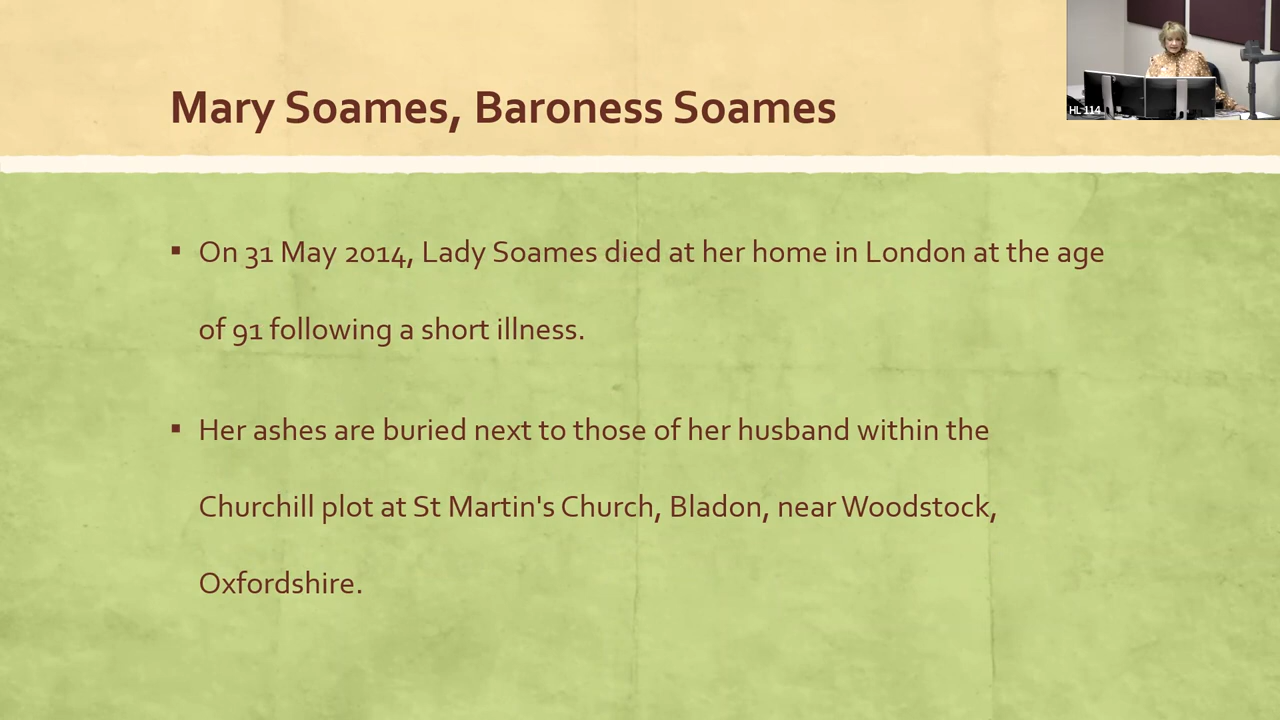 Mary Soames, Baroness Soames
HL 114
▪ On 31 May 2014, Lady Soames died at her home in London at the age
of 91 following a short illness.
▪ Her ashes are buried next to those of her husband within the
Churchill plot at St Martin's Church, Bladon, near Woodstock,
Oxfordshire.